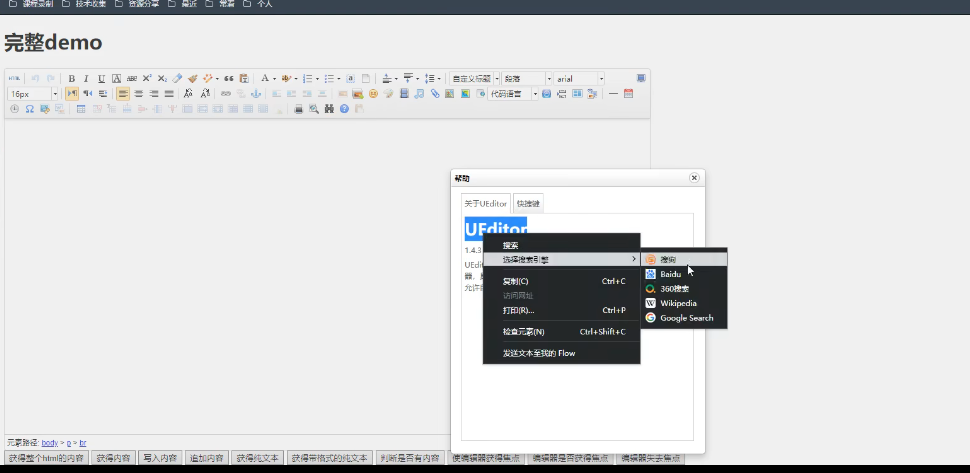 课程录制 技术收集 资源分享 最近 常看 个人
完整demo
HTML
自定义标题 段落 arial
16px
代码语言
帮助
关于UEditor 快捷键
UEditor
1.4.3
搜索
选择搜索引擎
搜狗
Baidu
360搜索
Wikipedia
Google Search
复制(C) Ctrl+C
访问网址
打印(R)... Ctrl+P
检查元素(N) Ctrl+Shift+C
发送文本至我的 Flow
元素路径: body > p > br
获得整个html的内容 获得内容 写入内容 追加内容 获得纯文本 获得带格式的纯文本 判断是否有内容 使编辑器获得焦点 编辑器是否获得焦点 编辑器失去焦点